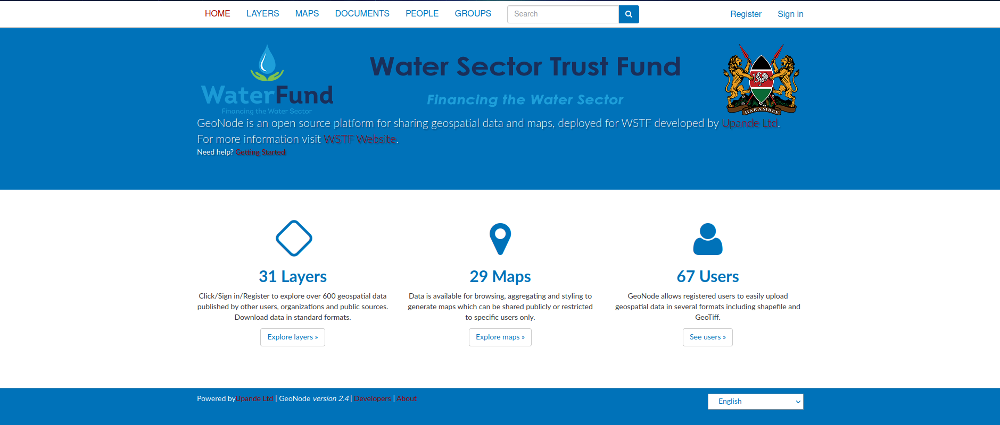 HOME LAYERS MAPS DOCUMENTS PEOPLE GROUPS Search Register Sign in
WaterFund
Financing the Water Sector
Water Sector Trust Fund
Financing the Water Sector
HARAMBEE
GeoNode is an open source platform for sharing geospatial data and maps, deployed for WSTF developed by Upande Ltd.
For more information visit WSTF Website.
Need help? Getting Started
31 Layers
Click/Sign in/Register to explore over 600 geospatial data
published by other users, organizations and public sources.
Download data in standard formats.
Explore layers »
29 Maps
Data is available for browsing, aggregating and styling to
generate maps which can be shared publicly or restricted
to specific users only.
Explore maps »
67 Users
GeoNode allows registered users to easily upload
geospatial data in several formats including shapefile and
GeoTiff.
See users »
Powered byUpande Ltd | GeoNode version 2.4 | Developers | About
English